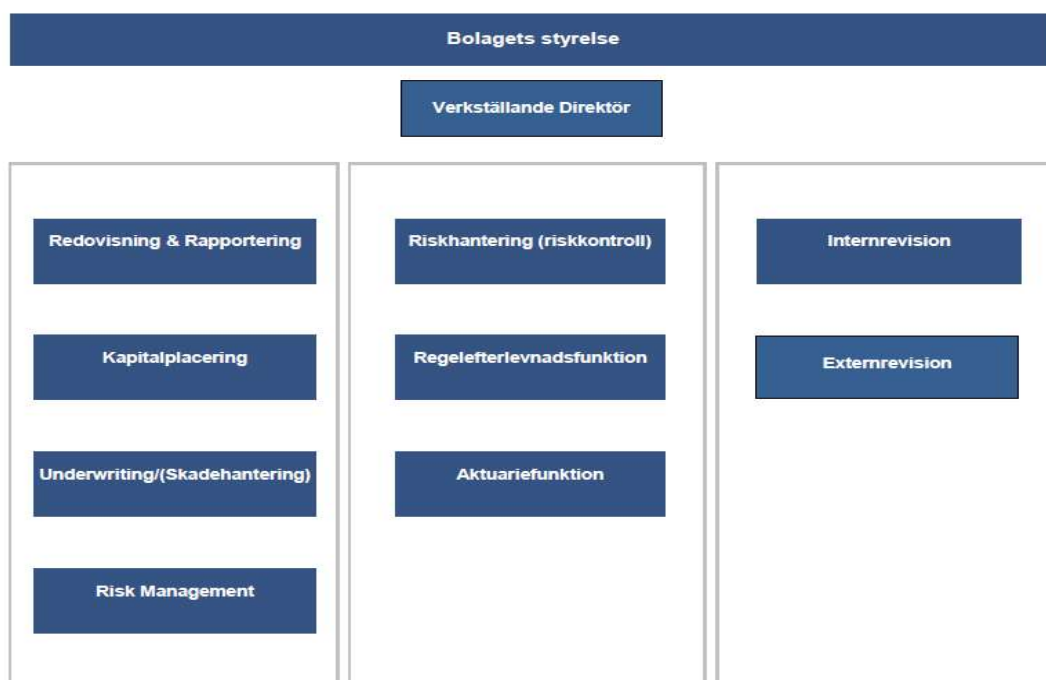 Bolagets styrelse
Verkställande Direktör
Redovisning & Rapportering
Kapitalplacering
Underwriting/(Skadehantering)
Risk Management
Riskhantering (riskkontroll)
Regelefterlevnadsfunktion
Aktuariefunktion
Internrevision
Externrevision